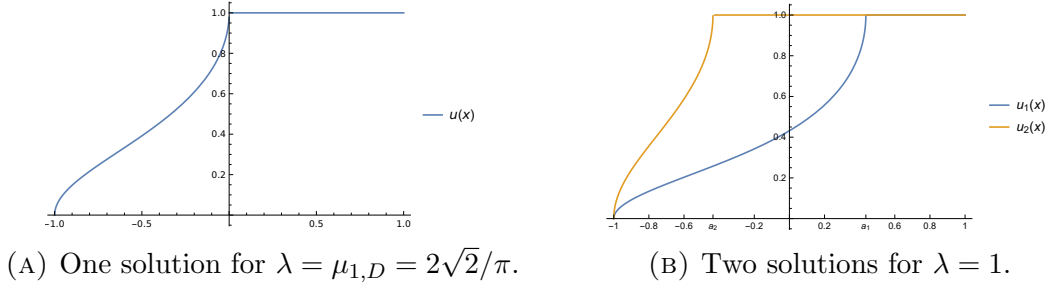 1.0
0.8
0.6
0.4
0.2
-1.0 -0.5 0.5 1.0
u(x)
1.0
0.8
0.6
0.4
0.2
-1 -0.8 -0.6 a₂ -0.2 0.2 a₁ 0.6 0.8 1
u₁(x)
u₂(x)
(A) One solution for λ = μ₁,D = 2√2/π.
(B) Two solutions for λ = 1.